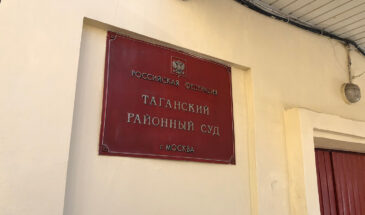 РОССИЙСКАЯ ФЕДЕРАЦИЯ
ТАГАНСКИЙ
РАЙОННЫЙ СУД
г. МОСКВА